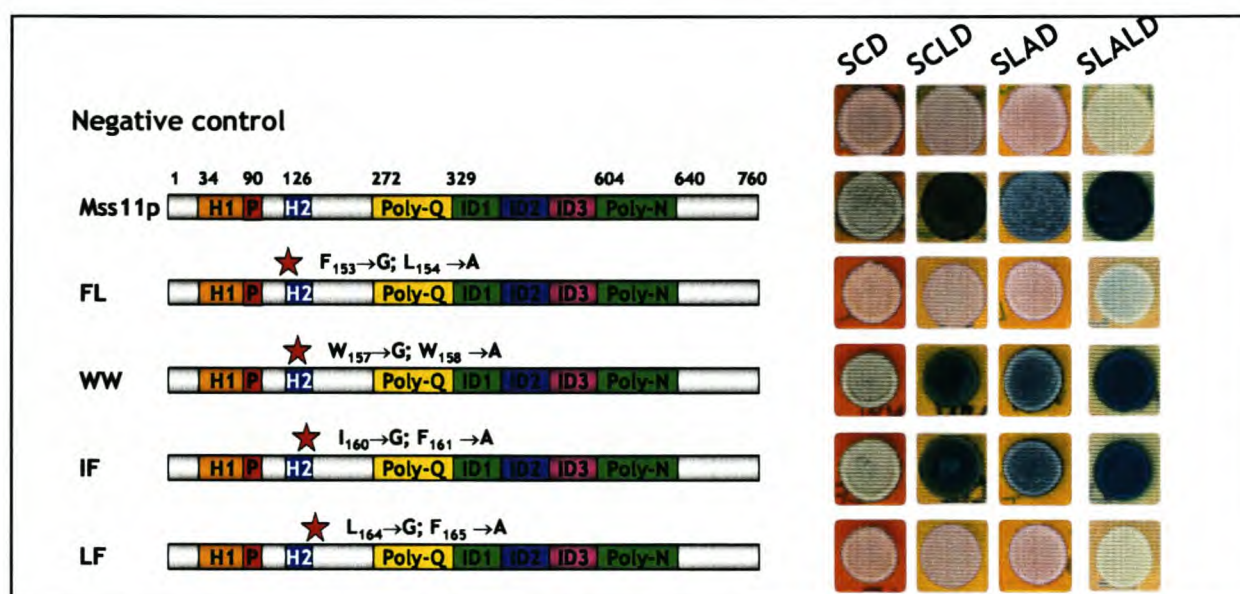 SCD SCLD SLAD SLALD
Negative control
1 34 90 126 272 329 604 640 760
Mss11p H1 P H2 Poly-Q ID1 ID2 ID3 Poly-N
F153→G; L154→A
FL H1 P H2 Poly-Q ID1 ID2 ID3 Poly-N
W157→G; W158→A
WW H1 P H2 Poly-Q ID1 ID2 ID3 Poly-N
I160→G; F161→A
IF H1 P H2 Poly-Q ID1 ID2 ID3 Poly-N
L164→G; F165→A
LF H1 P H2 Poly-Q ID1 ID2 ID3 Poly-N